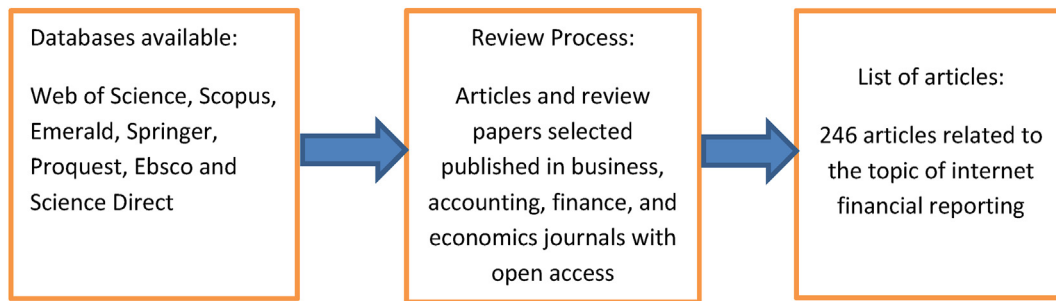 Databases available:
Web of Science, Scopus,
Emerald, Springer,
Proquest, Ebsco and
Science Direct
Review Process:
Articles and review
papers selected
published in business,
accounting, finance, and
economics journals with
open access
List of articles:
246 articles related to
the topic of internet
financial reporting